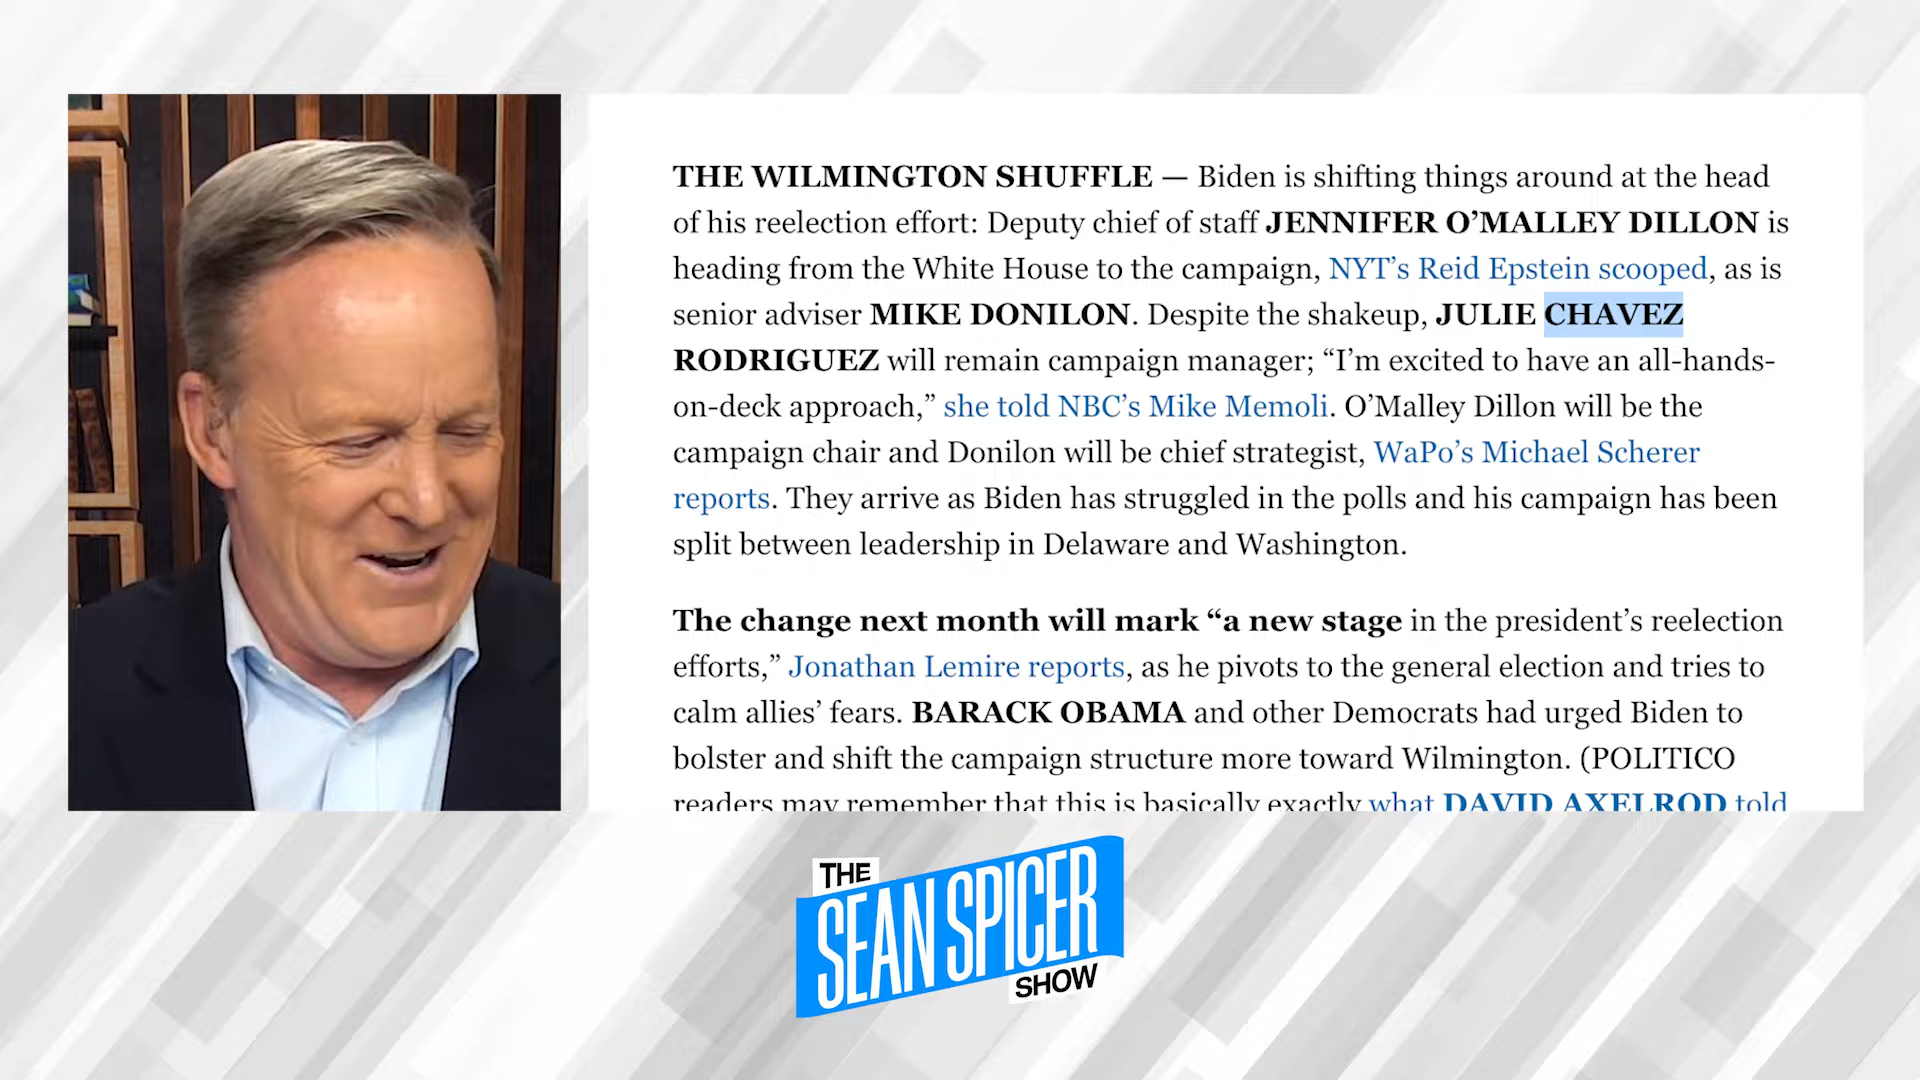 THE WILMINGTON SHUFFLE — Biden is shifting things around at the head
of his reelection effort: Deputy chief of staff JENNIFER O’MALLEY DILLON is
heading from the White House to the campaign, NYT’s Reid Epstein scooped, as is
senior adviser MIKE DONILON. Despite the shakeup, JULIE CHAVEZ
RODRIGUEZ will remain campaign manager; “I’m excited to have an all-hands-
on-deck approach,” she told NBC’s Mike Memoli. O’Malley Dillon will be the
campaign chair and Donilon will be chief strategist, WaPo’s Michael Scherer
reports. They arrive as Biden has struggled in the polls and his campaign has been
split between leadership in Delaware and Washington.
The change next month will mark “a new stage in the president’s reelection
efforts,” Jonathan Lemire reports, as he pivots to the general election and tries to
calm allies’ fears. BARACK OBAMA and other Democrats had urged Biden to
bolster and shift the campaign structure more toward Wilmington. (POLITICO
readers may remember that this is basically exactly what DAVID AXELROD told
THE
SEAN SPICER
SHOW